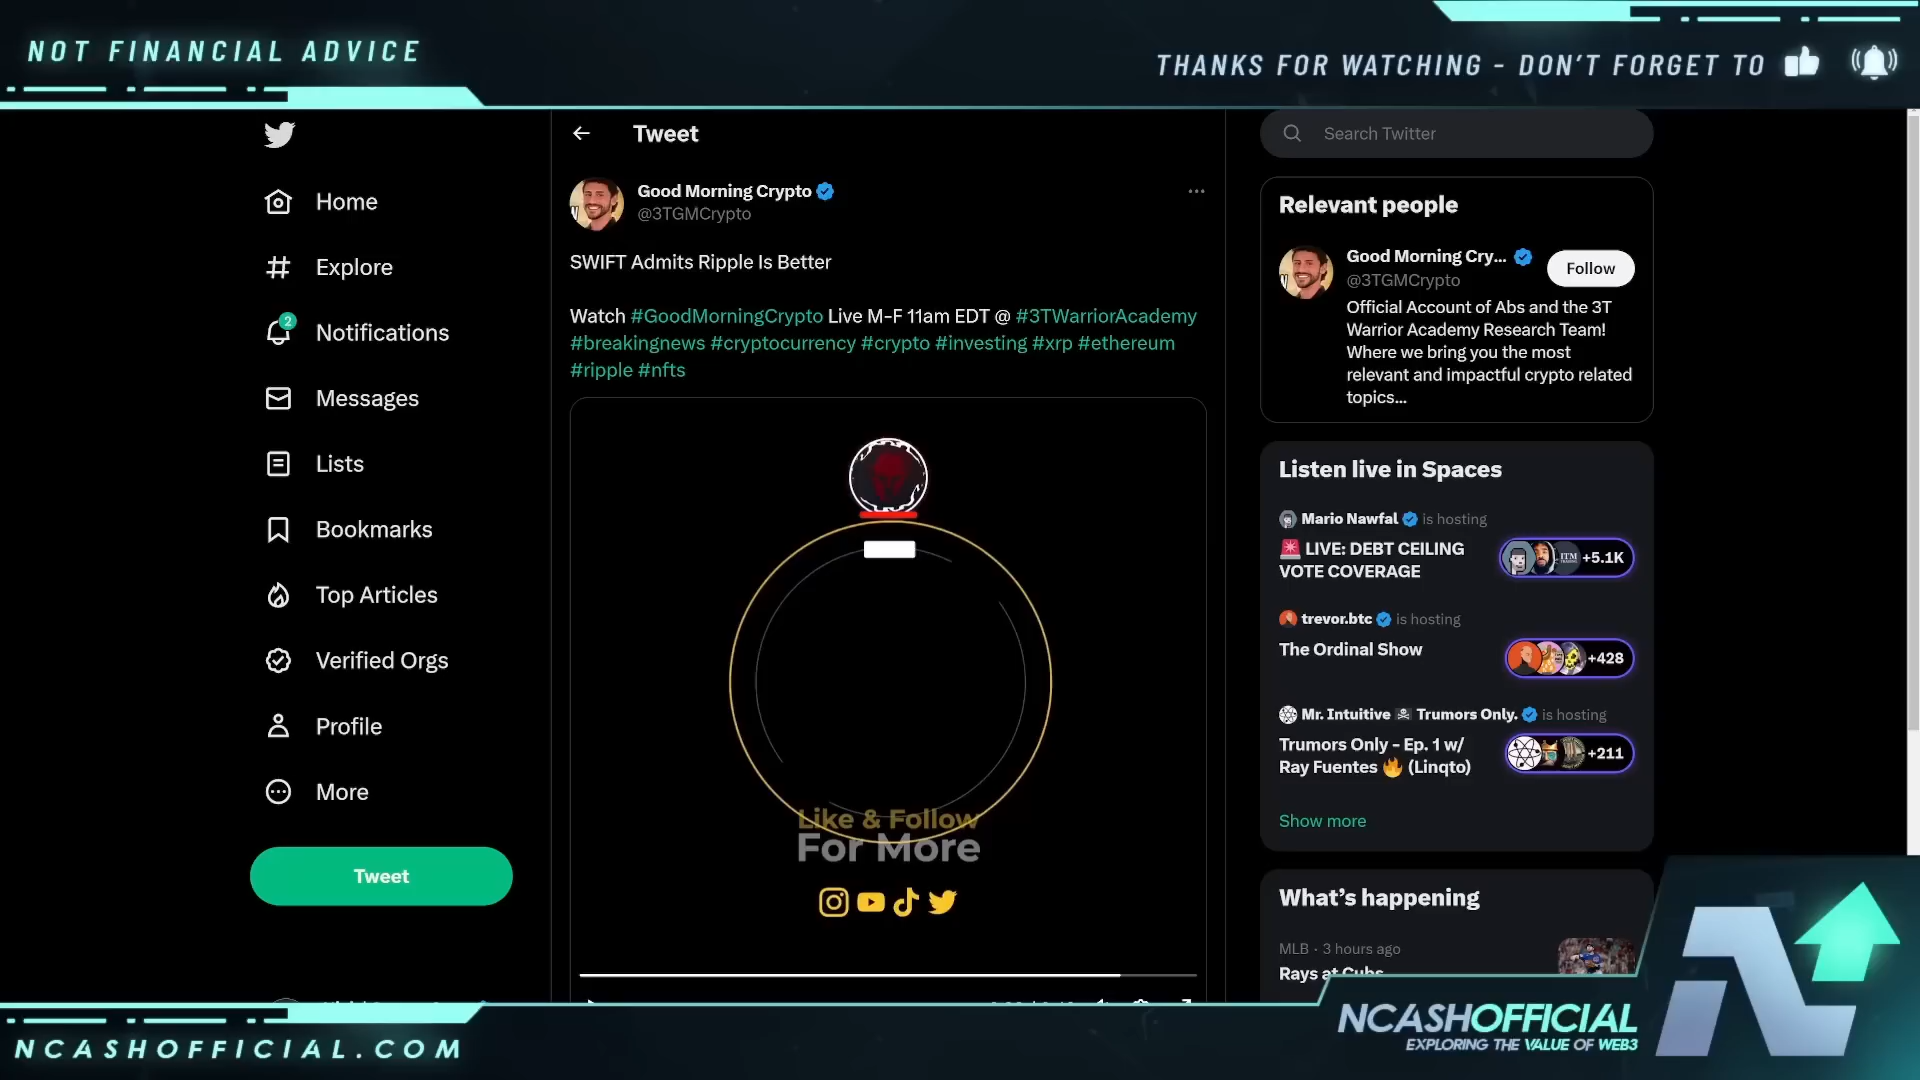 NOT FINANCIAL ADVICE
THANKS FOR WATCHING - DON'T FORGET TO
Home
Explore
2
Notifications
Messages
Lists
Bookmarks
Top Articles
Verified Orgs
Profile
More
Tweet
Tweet
Good Morning Crypto
@3TGMCrypto
SWIFT Admits Ripple Is Better
Watch #GoodMorningCrypto Live M-F 11am EDT @ #3TWarriorAcademy
#breakingnews #cryptocurrency #crypto #investing #xrp #ethereum
#ripple #nfts
Like & Follow
For More
Search Twitter
Relevant people
Good Morning Cry...
@3TGMCrypto
Follow
Official Account of Abs and the 3T
Warrior Academy Research Team!
Where we bring you the most
relevant and impactful crypto related
topics...
Listen live in Spaces
Mario Nawfal is hosting
LIVE: DEBT CEILING
VOTE COVERAGE
+5.1K
trevor.btc is hosting
The Ordinal Show
+428
Mr. Intuitive Trumors Only. is hosting
Trumors Only - Ep. 1 w/
Ray Fuentes (Linqto)
+211
Show more
What's happening
MLB · 3 hours ago
Rays at Cubs
NCASHOFFICIAL.COM
NCASHOFFICIAL
EXPLORING THE VALUE OF WEB3